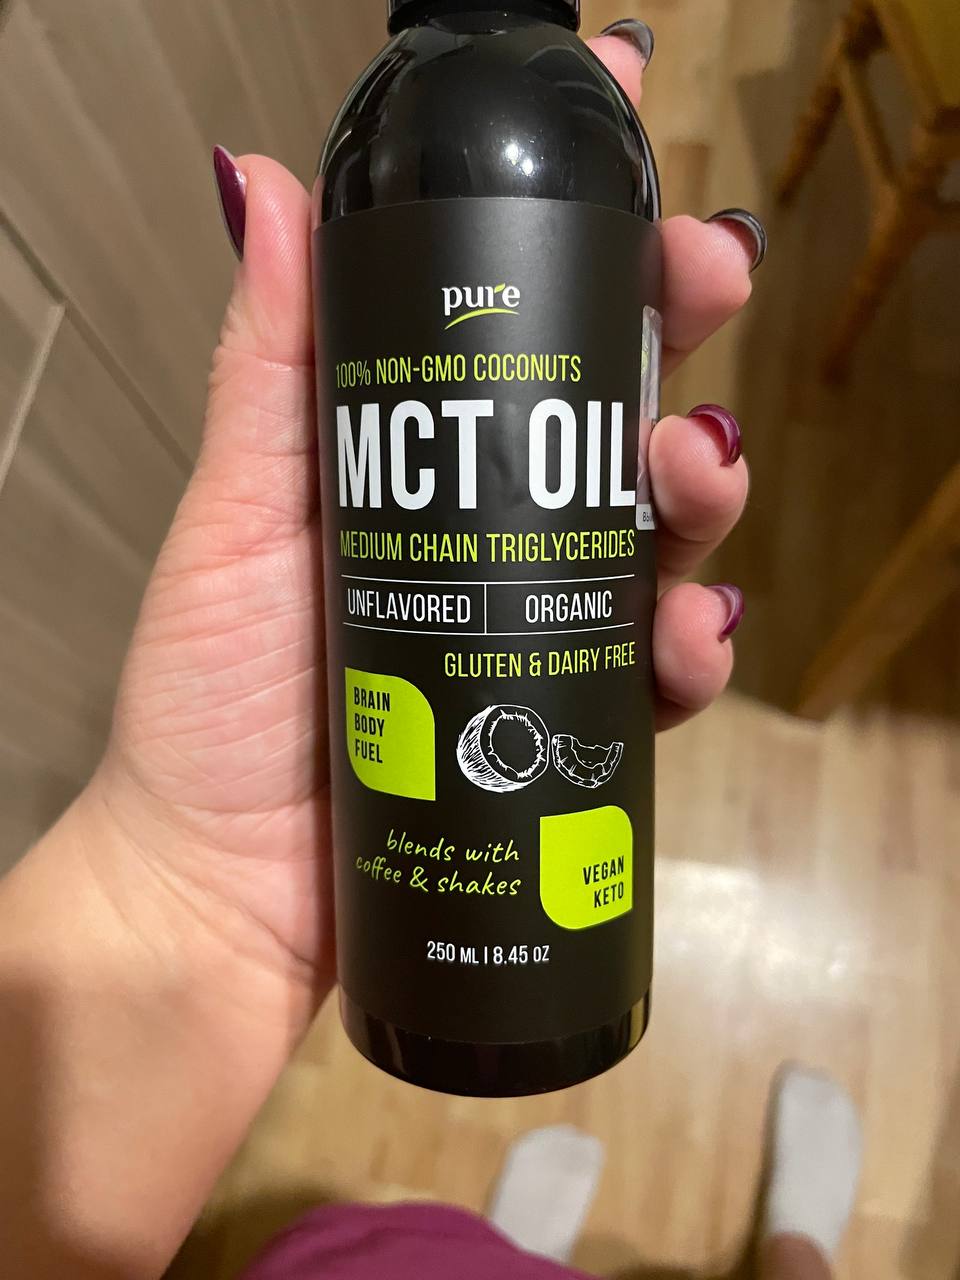 pure
100% NON-GMO COCONUTS
MCT OIL
MEDIUM CHAIN TRIGLYCERIDES
UNFLAVORED ORGANIC
GLUTEN & DAIRY FREE
BRAIN
BODY
FUEL
blends with
coffee & shakes
VEGAN
KETO
250 ML | 8.45 OZ